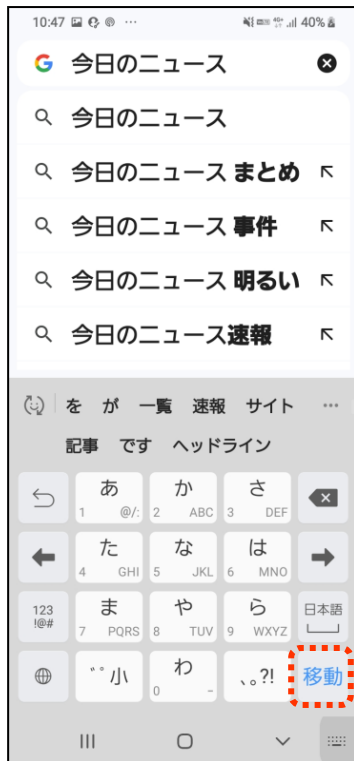 10:47 40%
今日のニュース
今日のニュース
今日のニュース まとめ
今日のニュース 事件
今日のニュース 明るい
今日のニュース速報
を が 一覧 速報 サイト ...
記事 です ヘッドライン
あ か さ
1 @/: 2 ABC 3 DEF
た な は
4 GHI 5 JKL 6 MNO
123 ま や ら 日本語
!@# 7 PQRS 8 TUV 9 WXYZ
゛゜小 わ 、。?! 移動
0 -